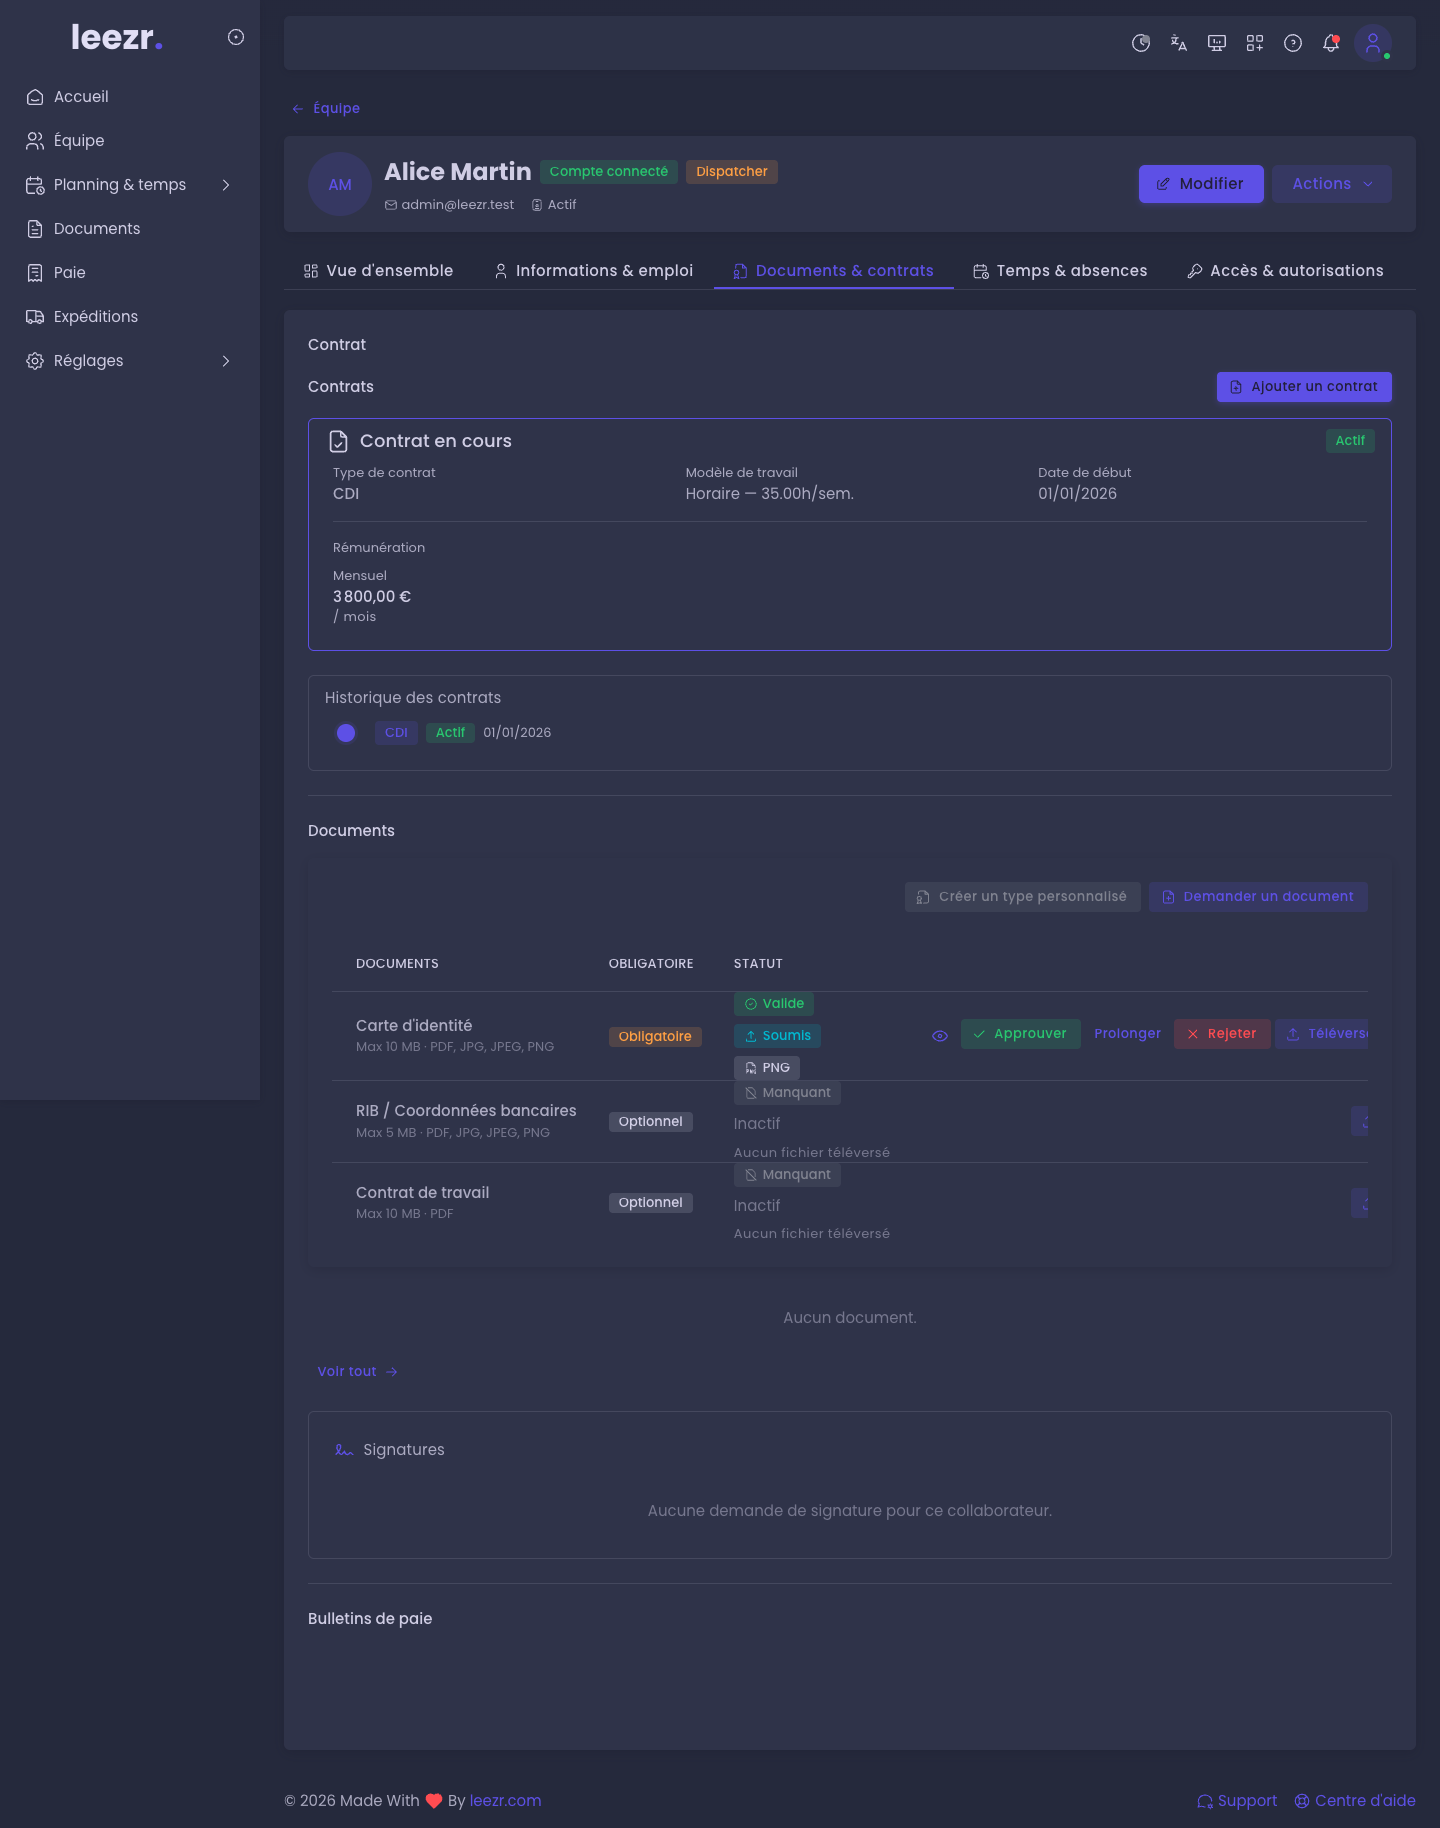 leezr.
Accueil
Équipe
Planning & temps
Documents
Paie
Expéditions
Réglages
Équipe
AM
Alice Martin
Compte connecté
Dispatcher
admin@leezr.test
Actif
Modifier
Actions
Vue d'ensemble
Informations & emploi
Documents & contrats
Temps & absences
Accès & autorisations
Contrat
Contrats
Ajouter un contrat
Contrat en cours
Actif
Type de contrat
CDI
Modèle de travail
Horaire — 35.00h/sem.
Date de début
01/01/2026
Rémunération
Mensuel
3 800,00 €
/ mois
Historique des contrats
CDI
Actif
01/01/2026
Documents
Créer un type personnalisé
Demander un document
DOCUMENTS
OBLIGATOIRE
STATUT
Carte d'identité
Max 10 MB · PDF, JPG, JPEG, PNG
Obligatoire
Valide
Soumis
PNG
Approuver
Prolonger
Rejeter
Télévers
RIB / Coordonnées bancaires
Max 5 MB · PDF, JPG, JPEG, PNG
Optionnel
Manquant
Inactif
Aucun fichier téléversé
Contrat de travail
Max 10 MB · PDF
Optionnel
Manquant
Inactif
Aucun fichier téléversé
Aucun document.
Voir tout
Signatures
Aucune demande de signature pour ce collaborateur.
Bulletins de paie
© 2026 Made With
By leezr.com
Support
Centre d'aide